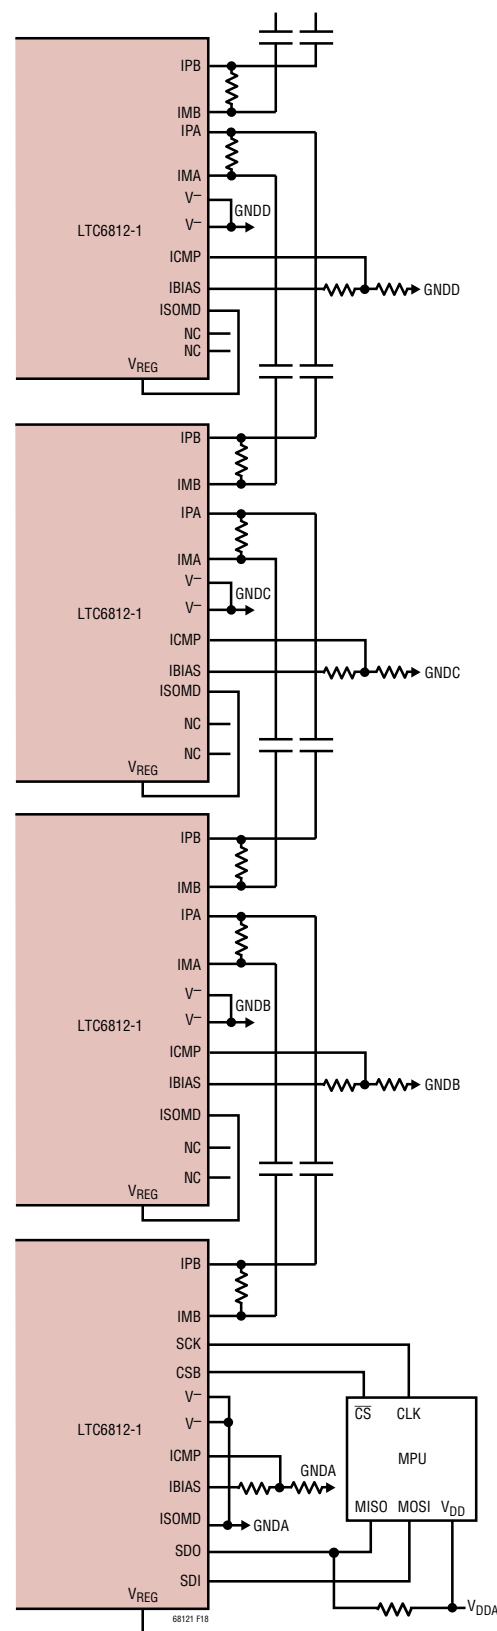 IPB
IMB
IPA
IMA
V–
GNDD
V–
LTC6812-1
ICMP
IBIAS
GNDD
ISOMD
NC
NC
VREG
IPB
IMB
IPA
IMA
V–
GNDC
V–
LTC6812-1
ICMP
IBIAS
GNDC
ISOMD
NC
NC
VREG
IPB
IMB
IPA
IMA
V–
GNDB
V–
LTC6812-1
ICMP
IBIAS
GNDB
ISOMD
NC
NC
VREG
IPB
IMB
SCK
CSB
V–
CS CLK
V–
LTC6812-1
MPU
ICMP
GNDA
IBIAS
MISO MOSI VDD
ISOMD
GNDA
SDO
SDI
VREG
VDDA
68121 F18